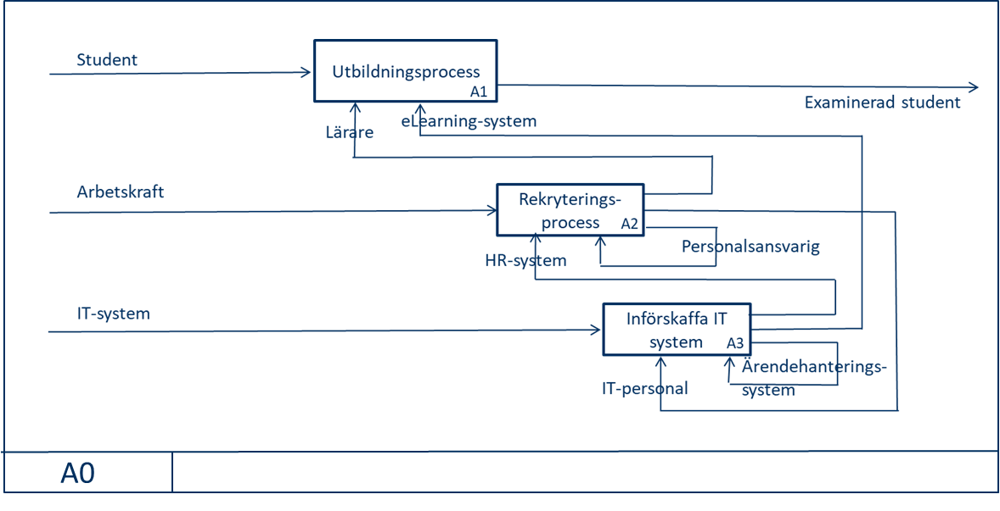 Student
Utbildningsprocess
A1
Examinerad student
eLearning-system
Lärare
Arbetskraft
Rekryterings-
process
A2
Personalsansvarig
HR-system
IT-system
Införskaffa IT
system
A3
Ärendehanterings-
system
IT-personal
A0